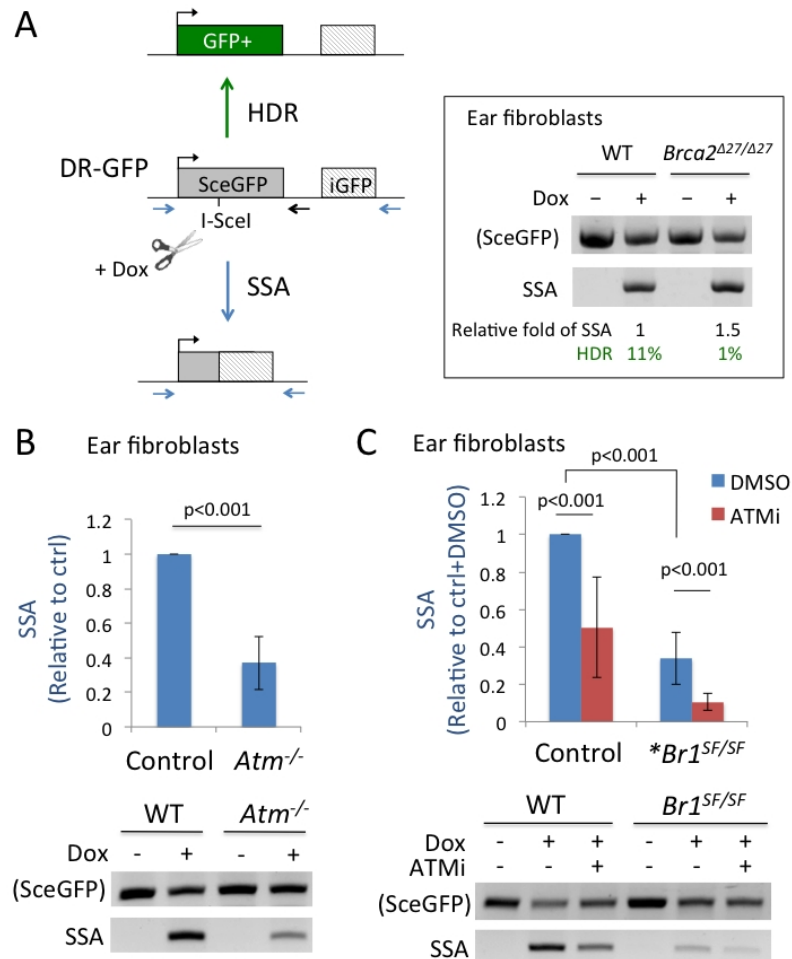 A
GFP+
HDR
DR-GFP
SceGFP
iGFP
I-SceI
+ Dox
SSA
Ear fibroblasts
WT Brca2Δ27/Δ27
Dox – + – +
(SceGFP)
SSA
Relative fold of SSA 1 1.5
HDR 11% 1%
B
Ear fibroblasts
p<0.001
SSA
(Relative to ctrl)
1.2
1
0.8
0.6
0.4
0.2
0
Control Atm-/-
WT Atm-/-
Dox - + - +
(SceGFP)
SSA
C
Ear fibroblasts
p<0.001
DMSO
ATMi
p<0.001
p<0.001
SSA
(Relative to ctrl+DMSO)
1.2
1
0.8
0.6
0.4
0.2
0
Control *Br1SF/SF
WT Br1SF/SF
Dox - + + - + +
ATMi - - + - - +
(SceGFP)
SSA